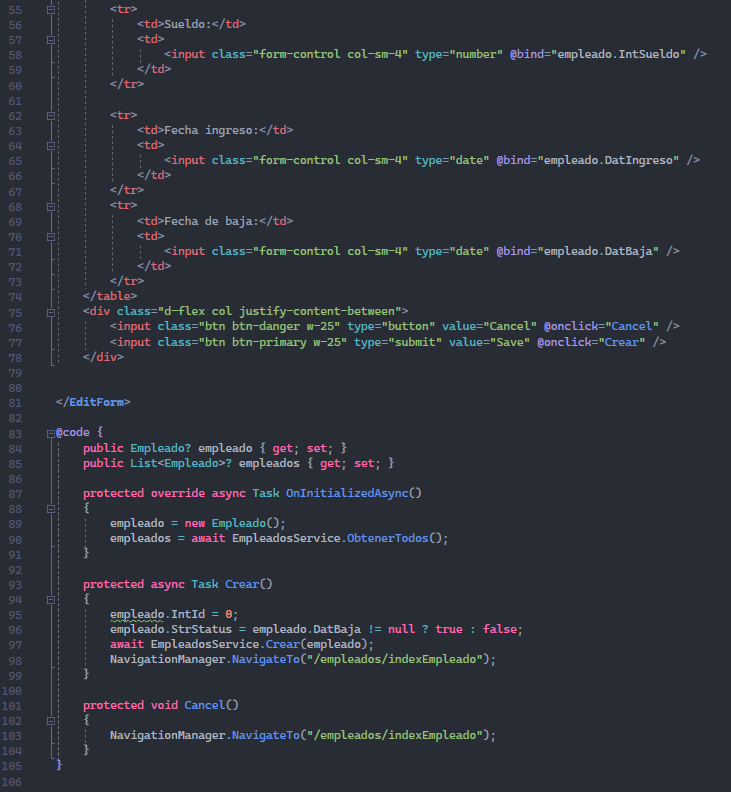 55 <tr>
56 <td>Sueldo:</td>
57 <td>
58 <input class="form-control col-sm-4" type="number" @bind="empleado.IntSueldo" />
59 </td>
60 </tr>
61
62 <tr>
63 <td>Fecha ingreso:</td>
64 <td>
65 <input class="form-control col-sm-4" type="date" @bind="empleado.DatIngreso" />
66 </td>
67 </tr>
68 <tr>
69 <td>Fecha de baja:</td>
70 <td>
71 <input class="form-control col-sm-4" type="date" @bind="empleado.DatBaja" />
72 </td>
73 </tr>
74 </table>
75 <div class="d-flex col justify-content-between">
76 <input class="btn btn-danger w-25" type="button" value="Cancel" @onclick="Cancel" />
77 <input class="btn btn-primary w-25" type="submit" value="Save" @onclick="Crear" />
78 </div>
79
80
81 </EditForm>
82
83 @code {
84 public Empleado? empleado { get; set; }
85 public List<Empleado>? empleados { get; set; }
86
87 protected override async Task OnInitializedAsync()
88 {
89 empleado = new Empleado();
90 empleados = await EmpleadosService.ObtenerTodos();
91 }
92
93 protected async Task Crear()
94 {
95 empleado.IntId = 0;
96 empleado.StrStatus = empleado.DatBaja != null ? true : false;
97 await EmpleadosService.Crear(empleado);
98 NavigationManager.NavigateTo("/empleados/indexEmpleado");
99 }
100
101 protected void Cancel()
102 {
103 NavigationManager.NavigateTo("/empleados/indexEmpleado");
104 }
105 }
106